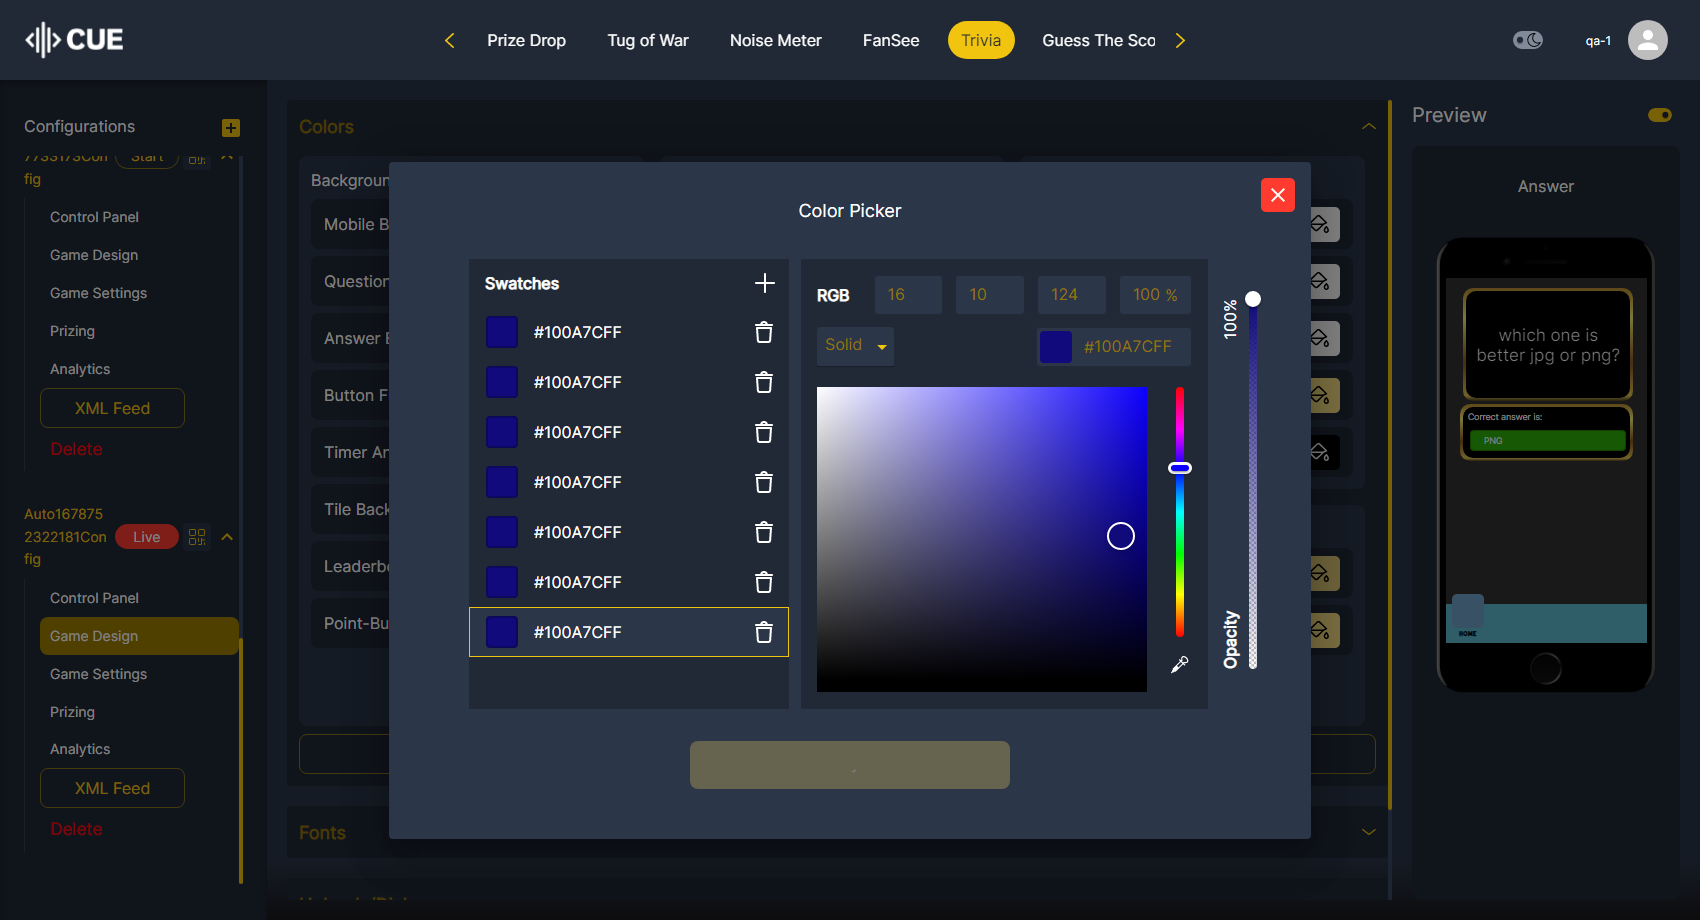 CUE
Prize Drop
Tug of War
Noise Meter
FanSee
Trivia
Guess The Sco
qa-1
Configurations
Start
fig
Control Panel
Game Design
Game Settings
Prizing
Analytics
XML Feed
Delete
Auto167875
2322181Con
fig
Live
Control Panel
Game Design
Game Settings
Prizing
Analytics
XML Feed
Delete
Colors
Backgroun
Mobile B
Question
Answer
Button F
Timer An
Tile Back
Leaderbo
Point-Bu
Fonts
Color Picker
Swatches
#100A7CFF
#100A7CFF
#100A7CFF
#100A7CFF
#100A7CFF
#100A7CFF
#100A7CFF
RGB
16
10
124
100 %
Solid
#100A7CFF
100%
Opacity
Preview
Answer
which one is
better jpg or png?
Correct answer is:
PNG
HOME